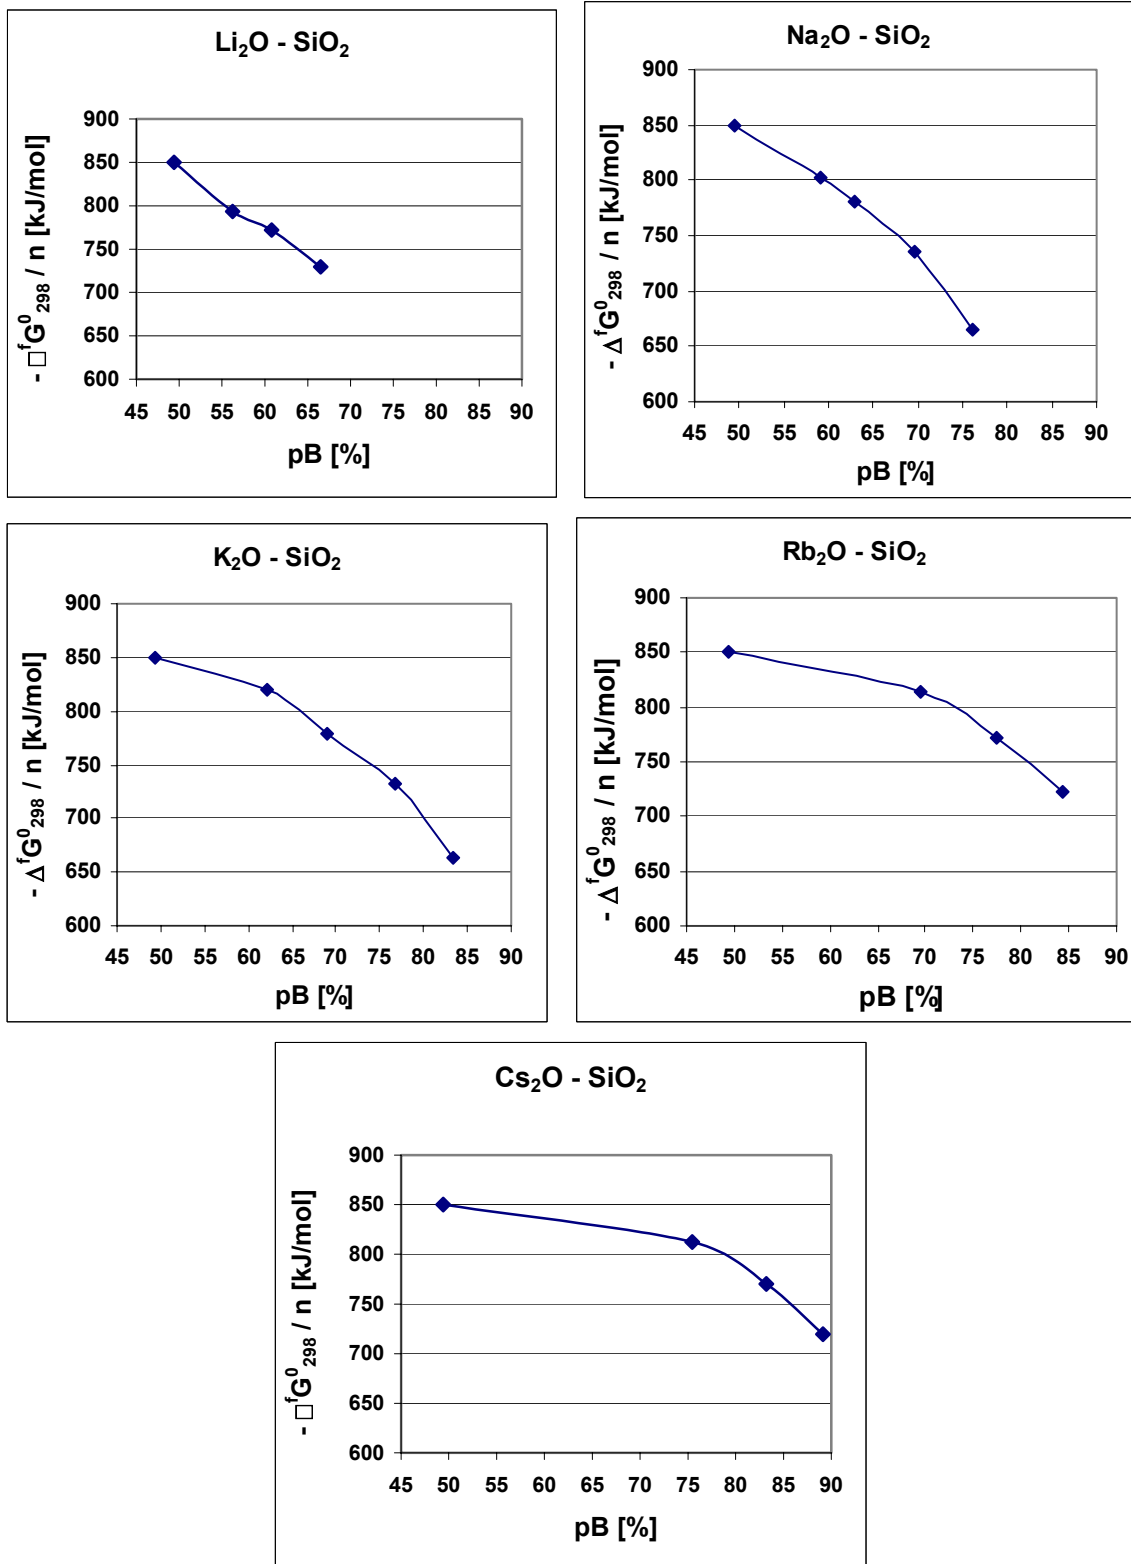 Li₂O - SiO₂
- □ᶠG⁰₂₉₈ / n [kJ/mol]
900
850
800
750
700
650
600
45 50 55 60 65 70 75 80 85 90
pB [%]
Na₂O - SiO₂
- ΔᶠG⁰₂₉₈ / n [kJ/mol]
900
850
800
750
700
650
600
45 50 55 60 65 70 75 80 85 90
pB [%]
K₂O - SiO₂
- ΔᶠG⁰₂₉₈ / n [kJ/mol]
900
850
800
750
700
650
600
45 50 55 60 65 70 75 80 85 90
pB [%]
Rb₂O - SiO₂
- ΔᶠG⁰₂₉₈ / n [kJ/mol]
900
850
800
750
700
650
600
45 50 55 60 65 70 75 80 85 90
pB [%]
Cs₂O - SiO₂
- □ᶠG⁰₂₉₈ / n [kJ/mol]
900
850
800
750
700
650
600
45 50 55 60 65 70 75 80 85 90
pB [%]